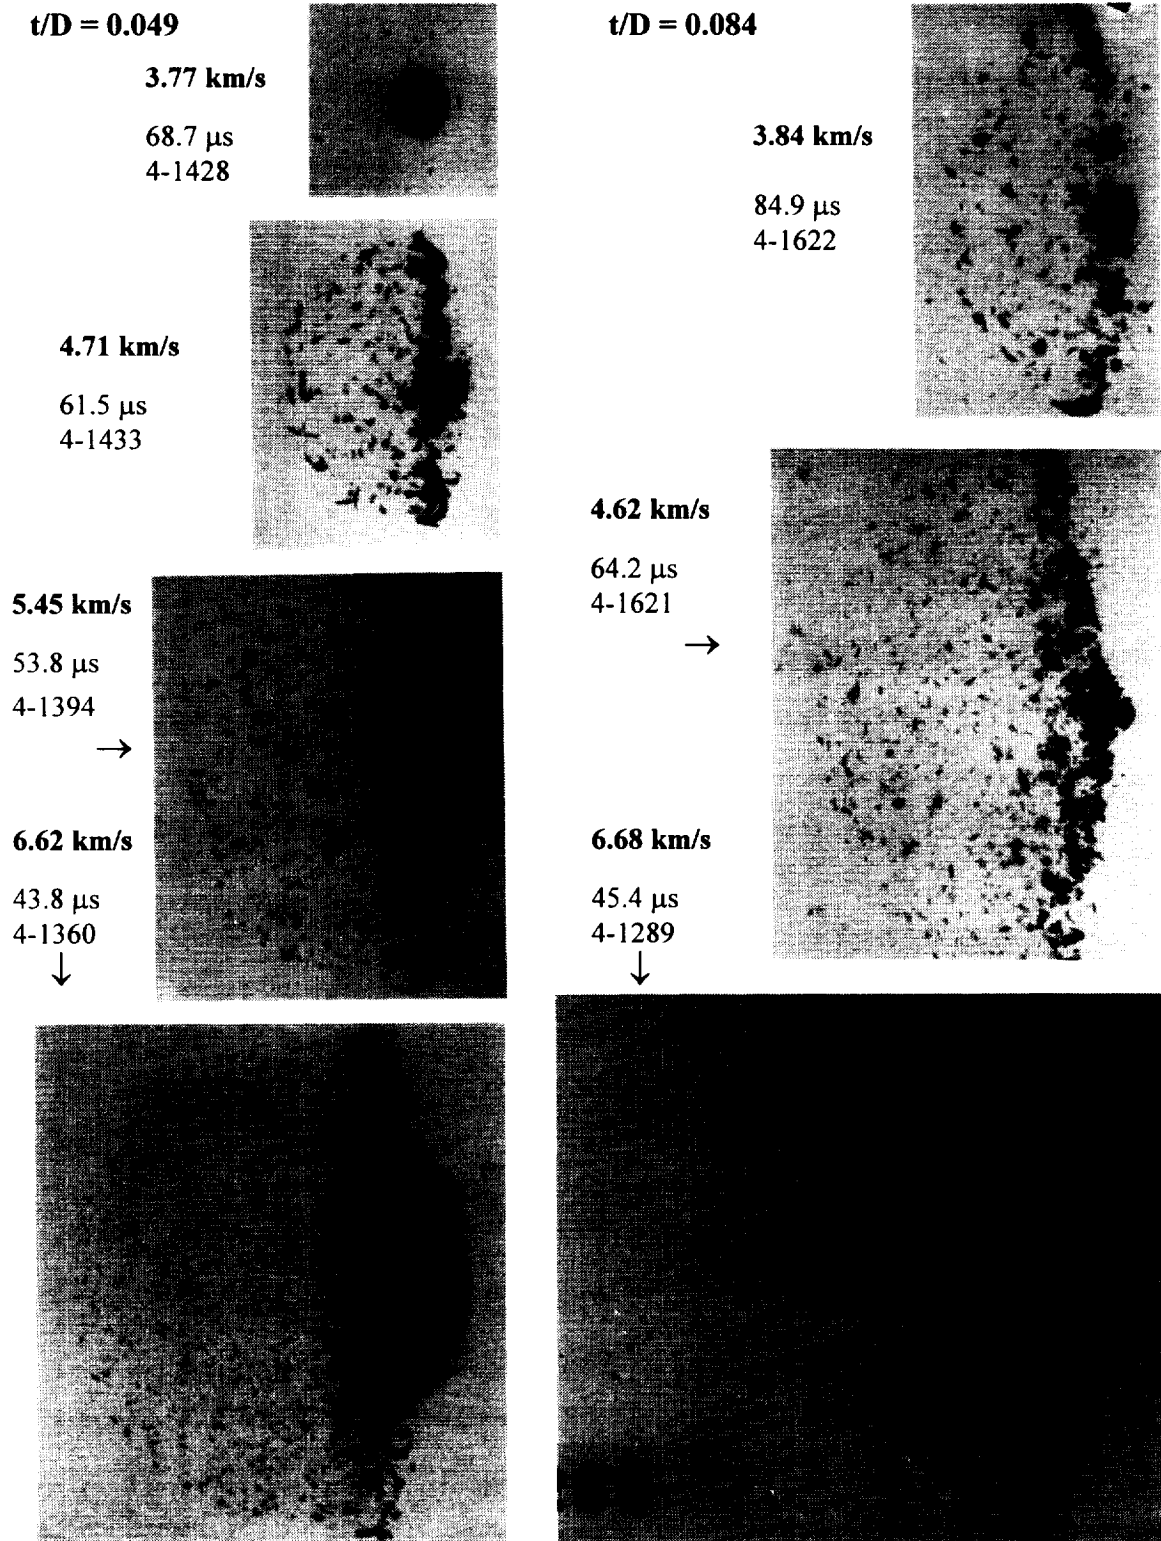 t/D = 0.049
3.77 km/s
68.7 μs
4-1428
4.71 km/s
61.5 μs
4-1433
5.45 km/s
53.8 μs
4-1394
→
6.62 km/s
43.8 μs
4-1360
↓
t/D = 0.084
3.84 km/s
84.9 μs
4-1622
4.62 km/s
64.2 μs
4-1621
→
6.68 km/s
45.4 μs
4-1289
↓